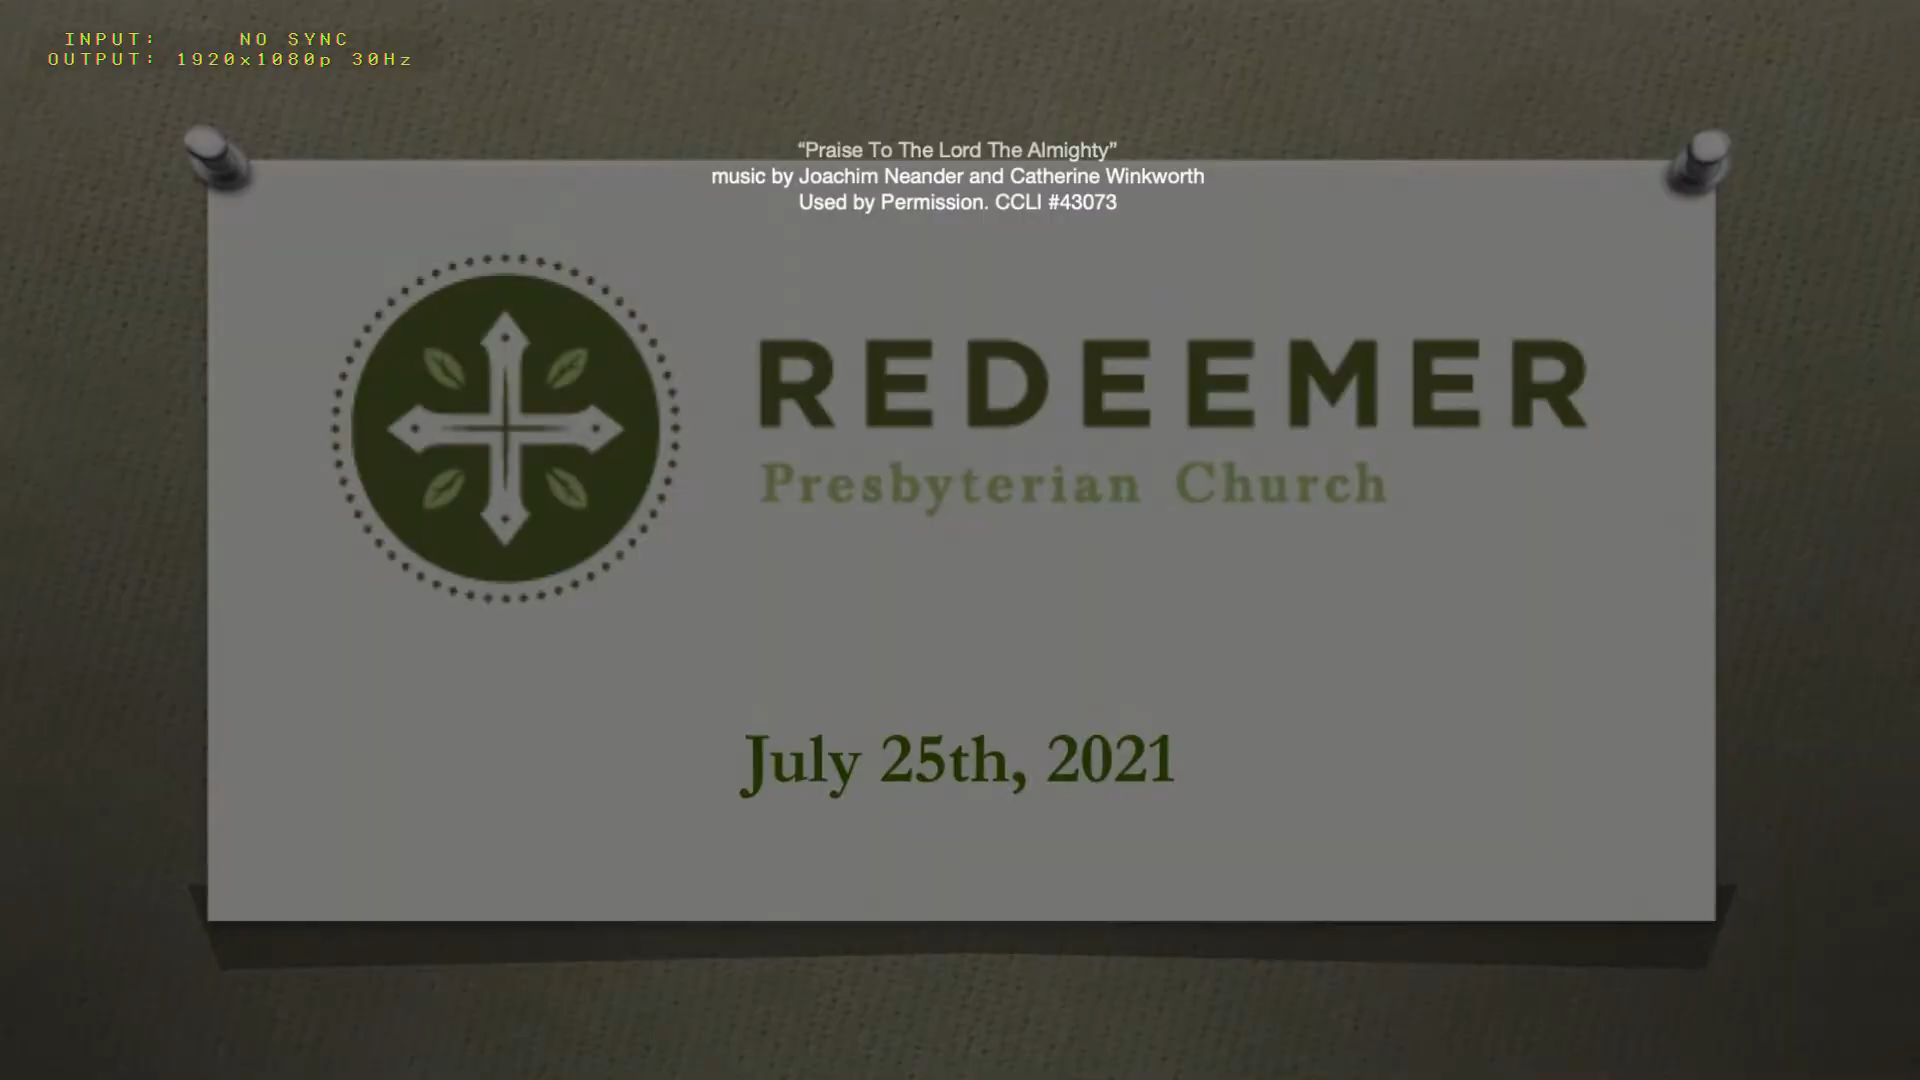 INPUT: NO SYNC
OUTPUT: 1920x1080p 30Hz
“Praise To The Lord The Almighty”
music by Joachim Neander and Catherine Winkworth
Used by Permission. CCLI #43073
REDEEMER
Presbyterian Church
July 25th, 2021